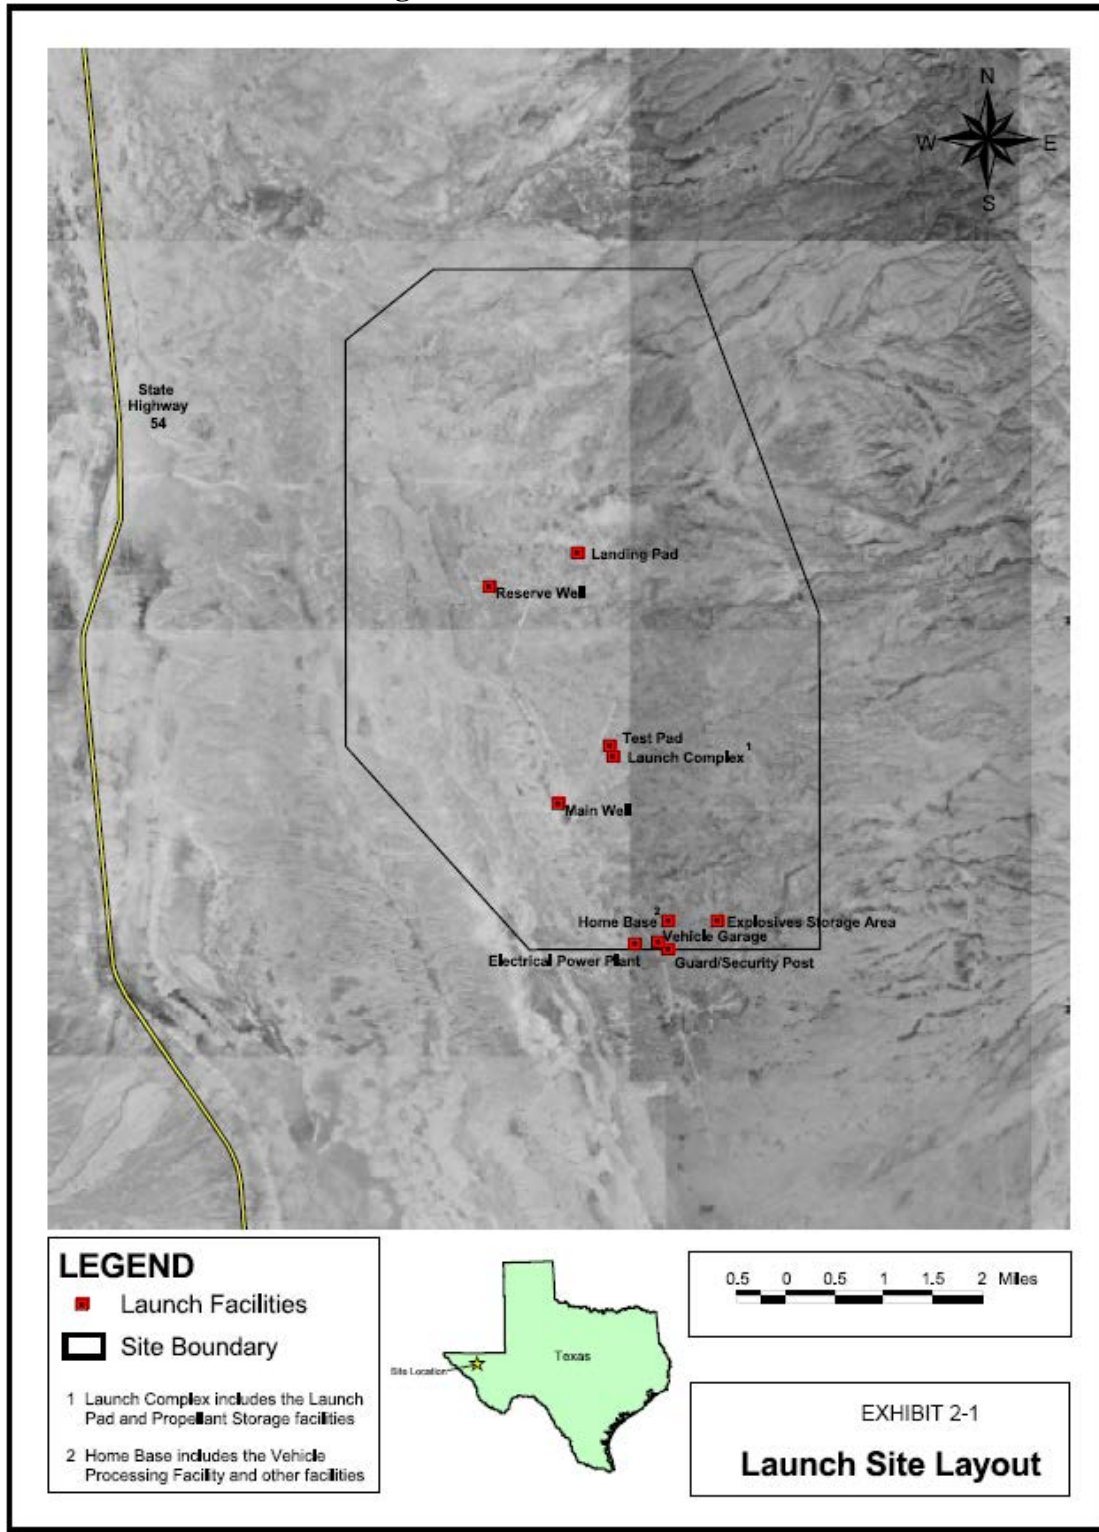 N
W E
S
State
Highway
54
Landing Pad
Reserve Well
Test Pad
Launch Complex 1
Main Well
Home Base 2
Explosives Storage Area
Vehicle Garage
Electrical Power Plant
Guard/Security Post
LEGEND
Launch Facilities
Site Boundary
1 Launch Complex includes the Launch
Pad and Propellant Storage facilities
2 Home Base includes the Vehicle
Processing Facility and other facilities
Site Location
Texas
0.5 0 0.5 1 1.5 2 Miles
EXHIBIT 2-1
Launch Site Layout